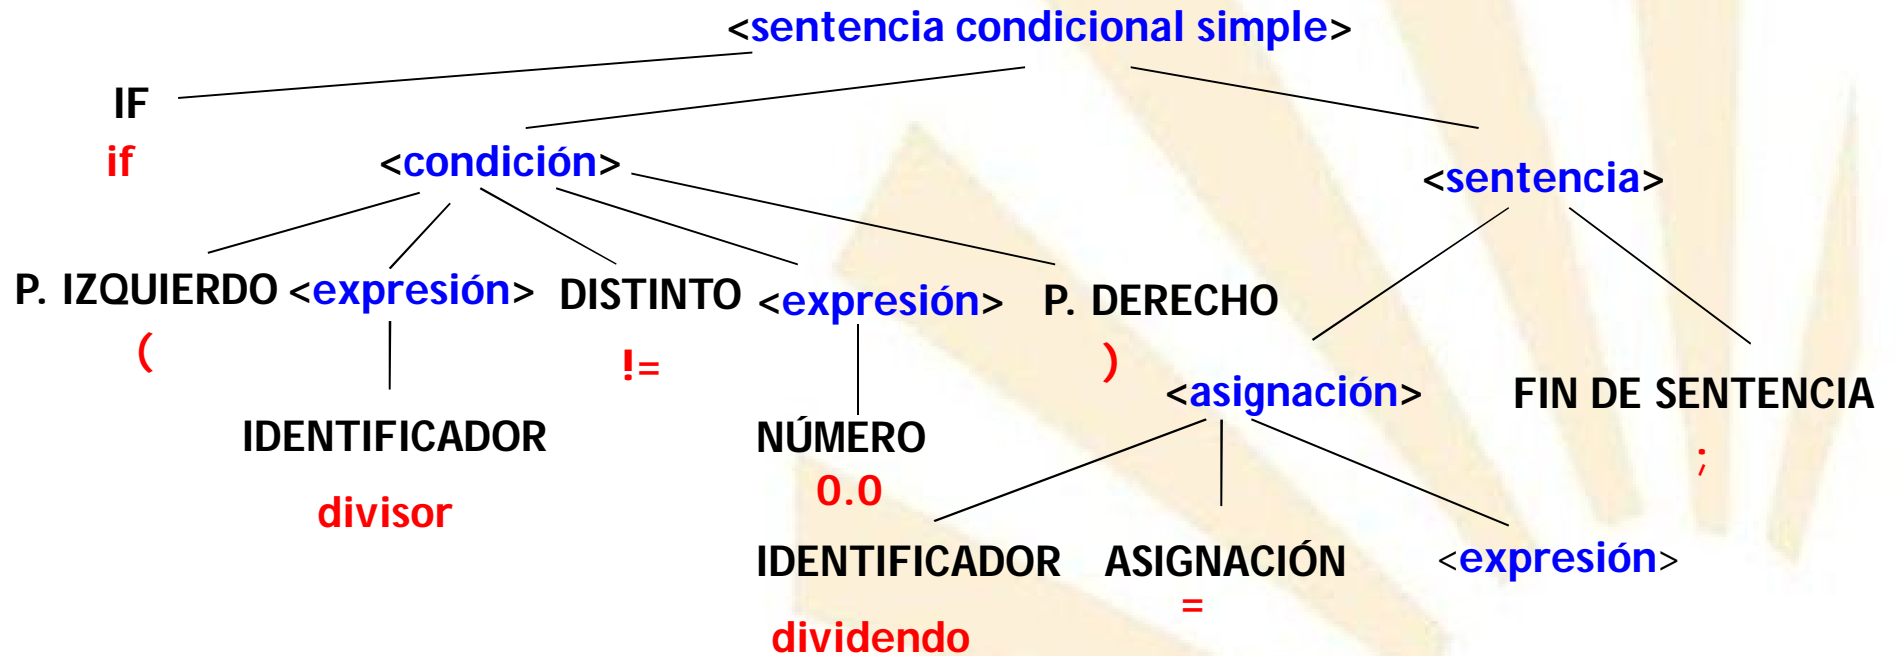 <sentencia condicional simple>
IF
if
<condición>
<sentencia>
P. IZQUIERDO <expresión> DISTINTO <expresión> P. DERECHO
( != )
<asignación> FIN DE SENTENCIA
;
IDENTIFICADOR NÚMERO
divisor 0.0
IDENTIFICADOR ASIGNACIÓN <expresión>
dividendo =